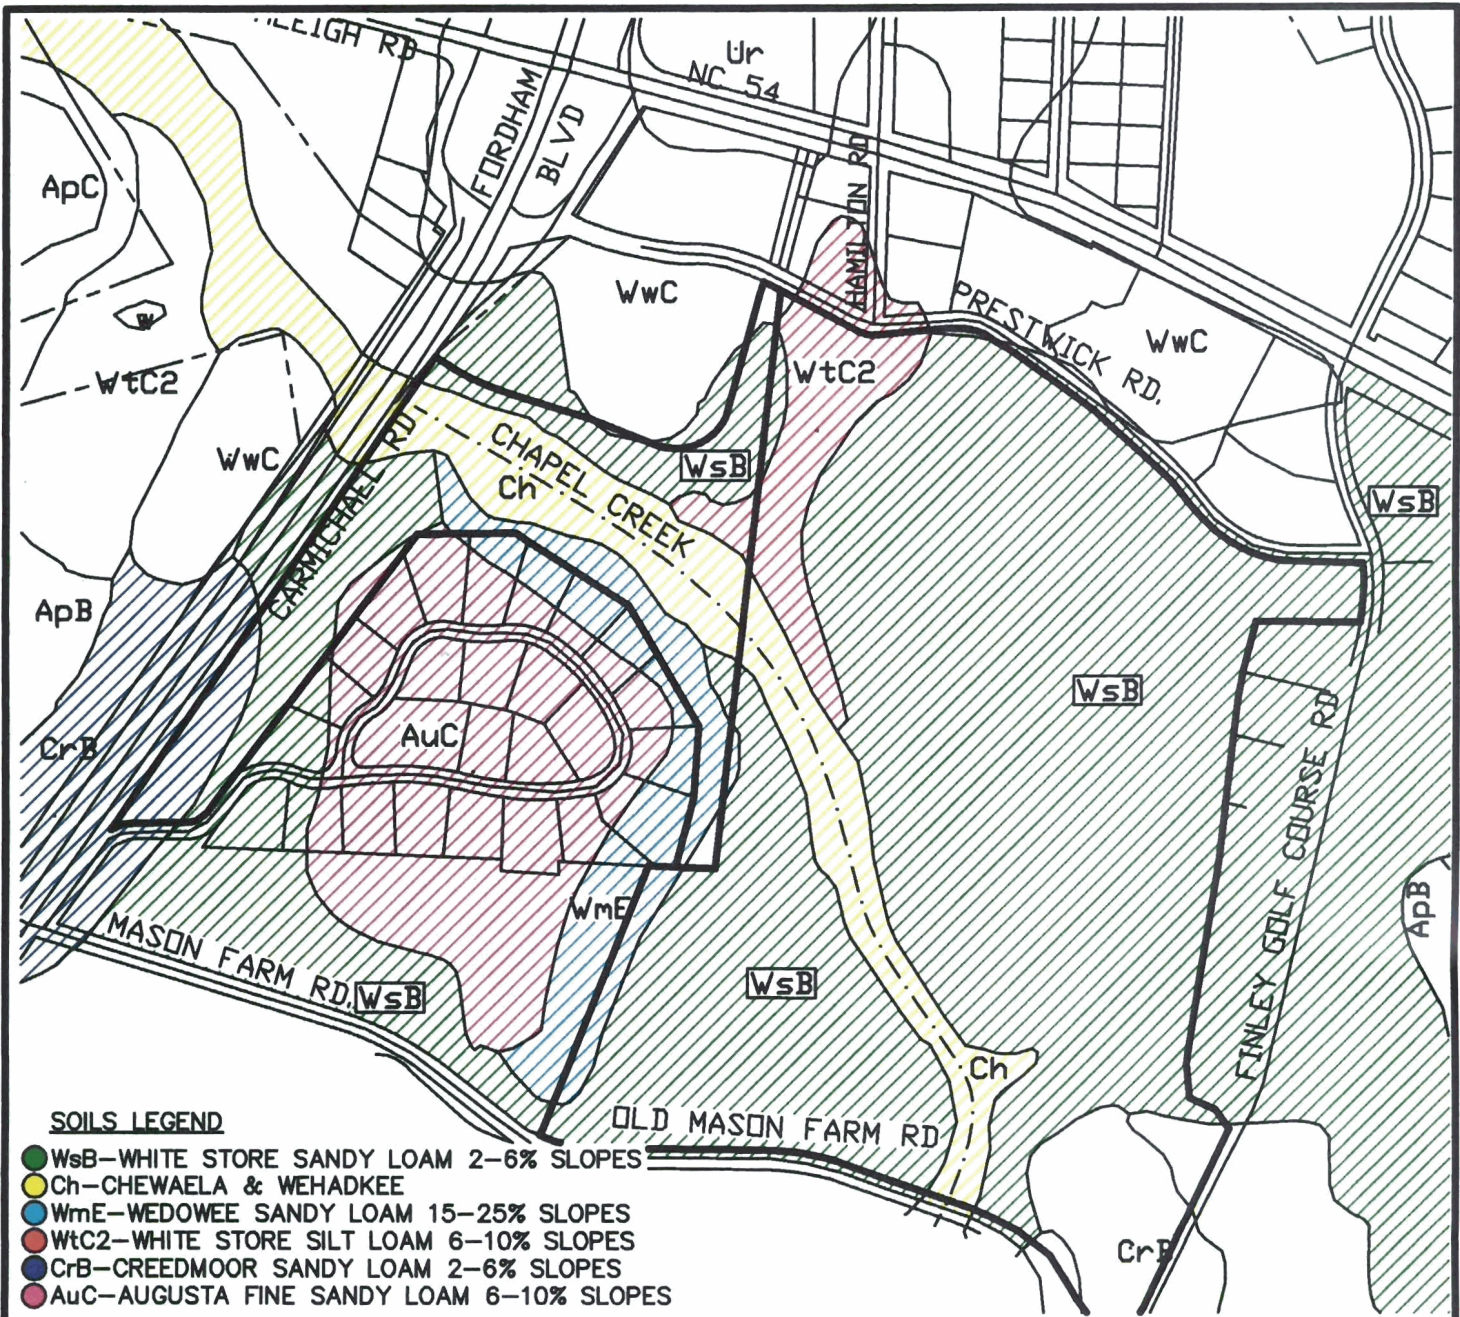 LEIGH RD
Ur
NC 54
FORDHAM
BLVD
HAMILTON RD
ApC
WwC
PRESTWICK RD.
WwC
W
WtC2
WtC2
WwC
CARMICHAEL RD
CHAPEL CREEK
Ch
WsB
WsB
ApB
WsB
CrB
AuC
FINLEY GOLF COURSE RD
ApB
WmE
MASON FARM RD.
WsB
WsB
Ch
OLD MASON FARM RD
CrB
SOILS LEGEND
WsB-WHITE STORE SANDY LOAM 2-6% SLOPES
Ch-CHEWAELA & WEHADKEE
WmE-WEDOWEE SANDY LOAM 15-25% SLOPES
WtC2-WHITE STORE SILT LOAM 6-10% SLOPES
CrB-CREEDMOOR SANDY LOAM 2-6% SLOPES
AuC-AUGUSTA FINE SANDY LOAM 6-10% SLOPES